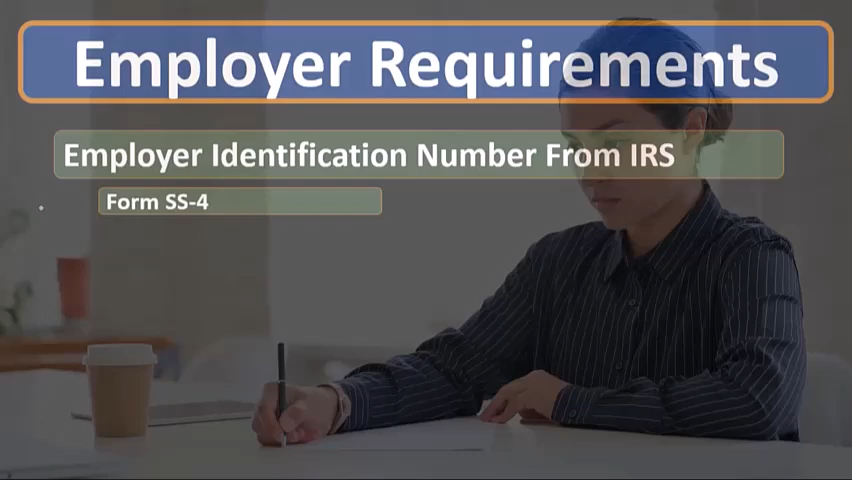 Employer Requirements
Employer Identification Number From IRS
Form SS-4